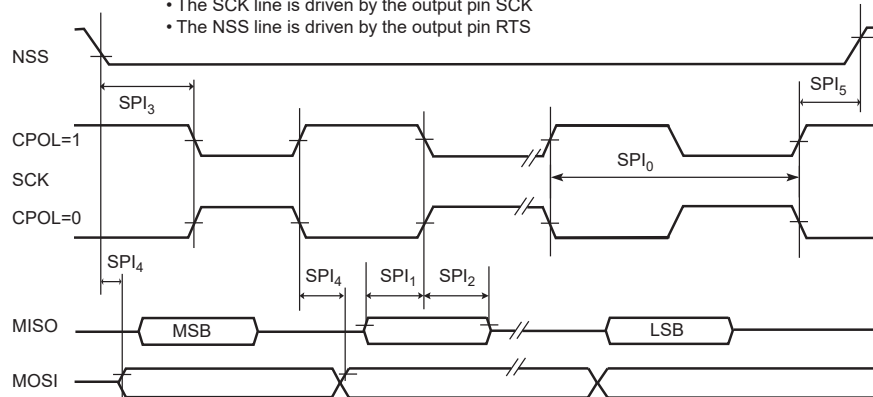 • The SCK line is driven by the output pin SCK
• The NSS line is driven by the output pin RTS
NSS
SPI3
SPI5
CPOL=1
SPI0
SCK
CPOL=0
SPI4
SPI4
SPI1
SPI2
MISO
MSB
LSB
MOSI